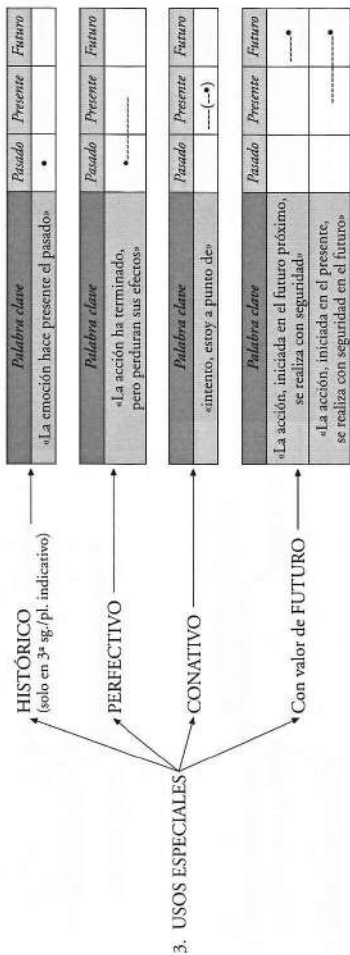 3. USOS ESPECIALES
HISTÓRICO
(solo en 3ª sg./pl. indicativo)
Palabra clave Pasado Presente Futuro
«La emoción hace presente el pasado» •
PERFECTIVO
Palabra clave Pasado Presente Futuro
«La acción ha terminado,
pero perduran sus efectos» •--------------
CONATIVO
Palabra clave Pasado Presente Futuro
«intento, estoy a punto de» ----(--•)
Con valor de FUTURO
Palabra clave Pasado Presente Futuro
«La acción, iniciada en el futuro próximo,
se realiza con seguridad» ------•
«La acción, iniciada en el presente,
se realiza con seguridad en el futuro» ----------------•